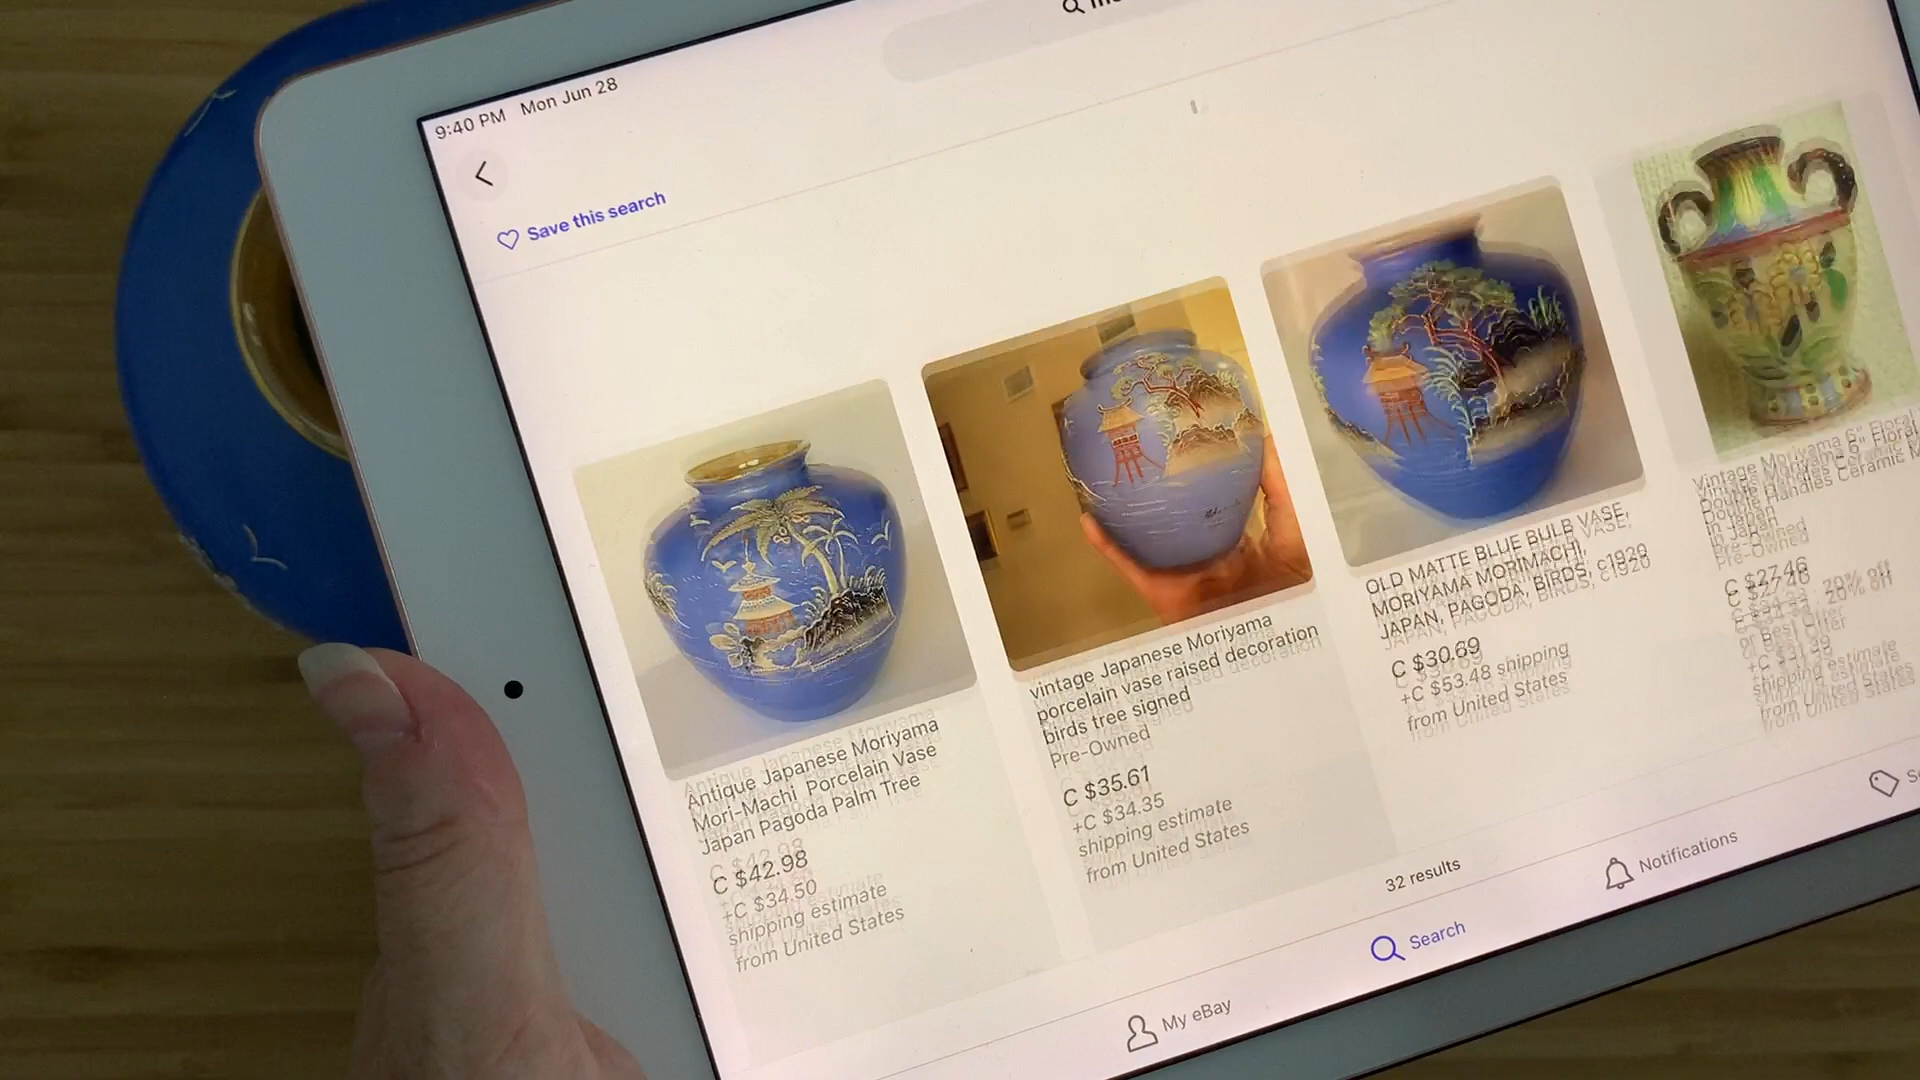 9:40 PM Mon Jun 28
Save this search
Antique Japanese Moriyama
Mori-Machi Porcelain Vase
Japan Pagoda Palm Tree
C $42.98
+C $34.50
shipping estimate
from United States
vintage Japanese Moriyama
porcelain vase raised decoration
birds tree signed
Pre-Owned
C $35.61
+C $34.35
shipping estimate
from United States
OLD MATTE BLUE BULB VASE,
MORIYAMA MORIMACHI,
JAPAN, PAGODA, BIRDS, c1920
C $30.69
+C $53.48 shipping
from United States
Vintage Moriyama 6" Floral
Double Handles Ceramic
in Japan
Pre-Owned
C $27.46
20% off
or Best Offer
+C $31.39
shipping estimate
from United States
32 results
My eBay
Search
Notifications